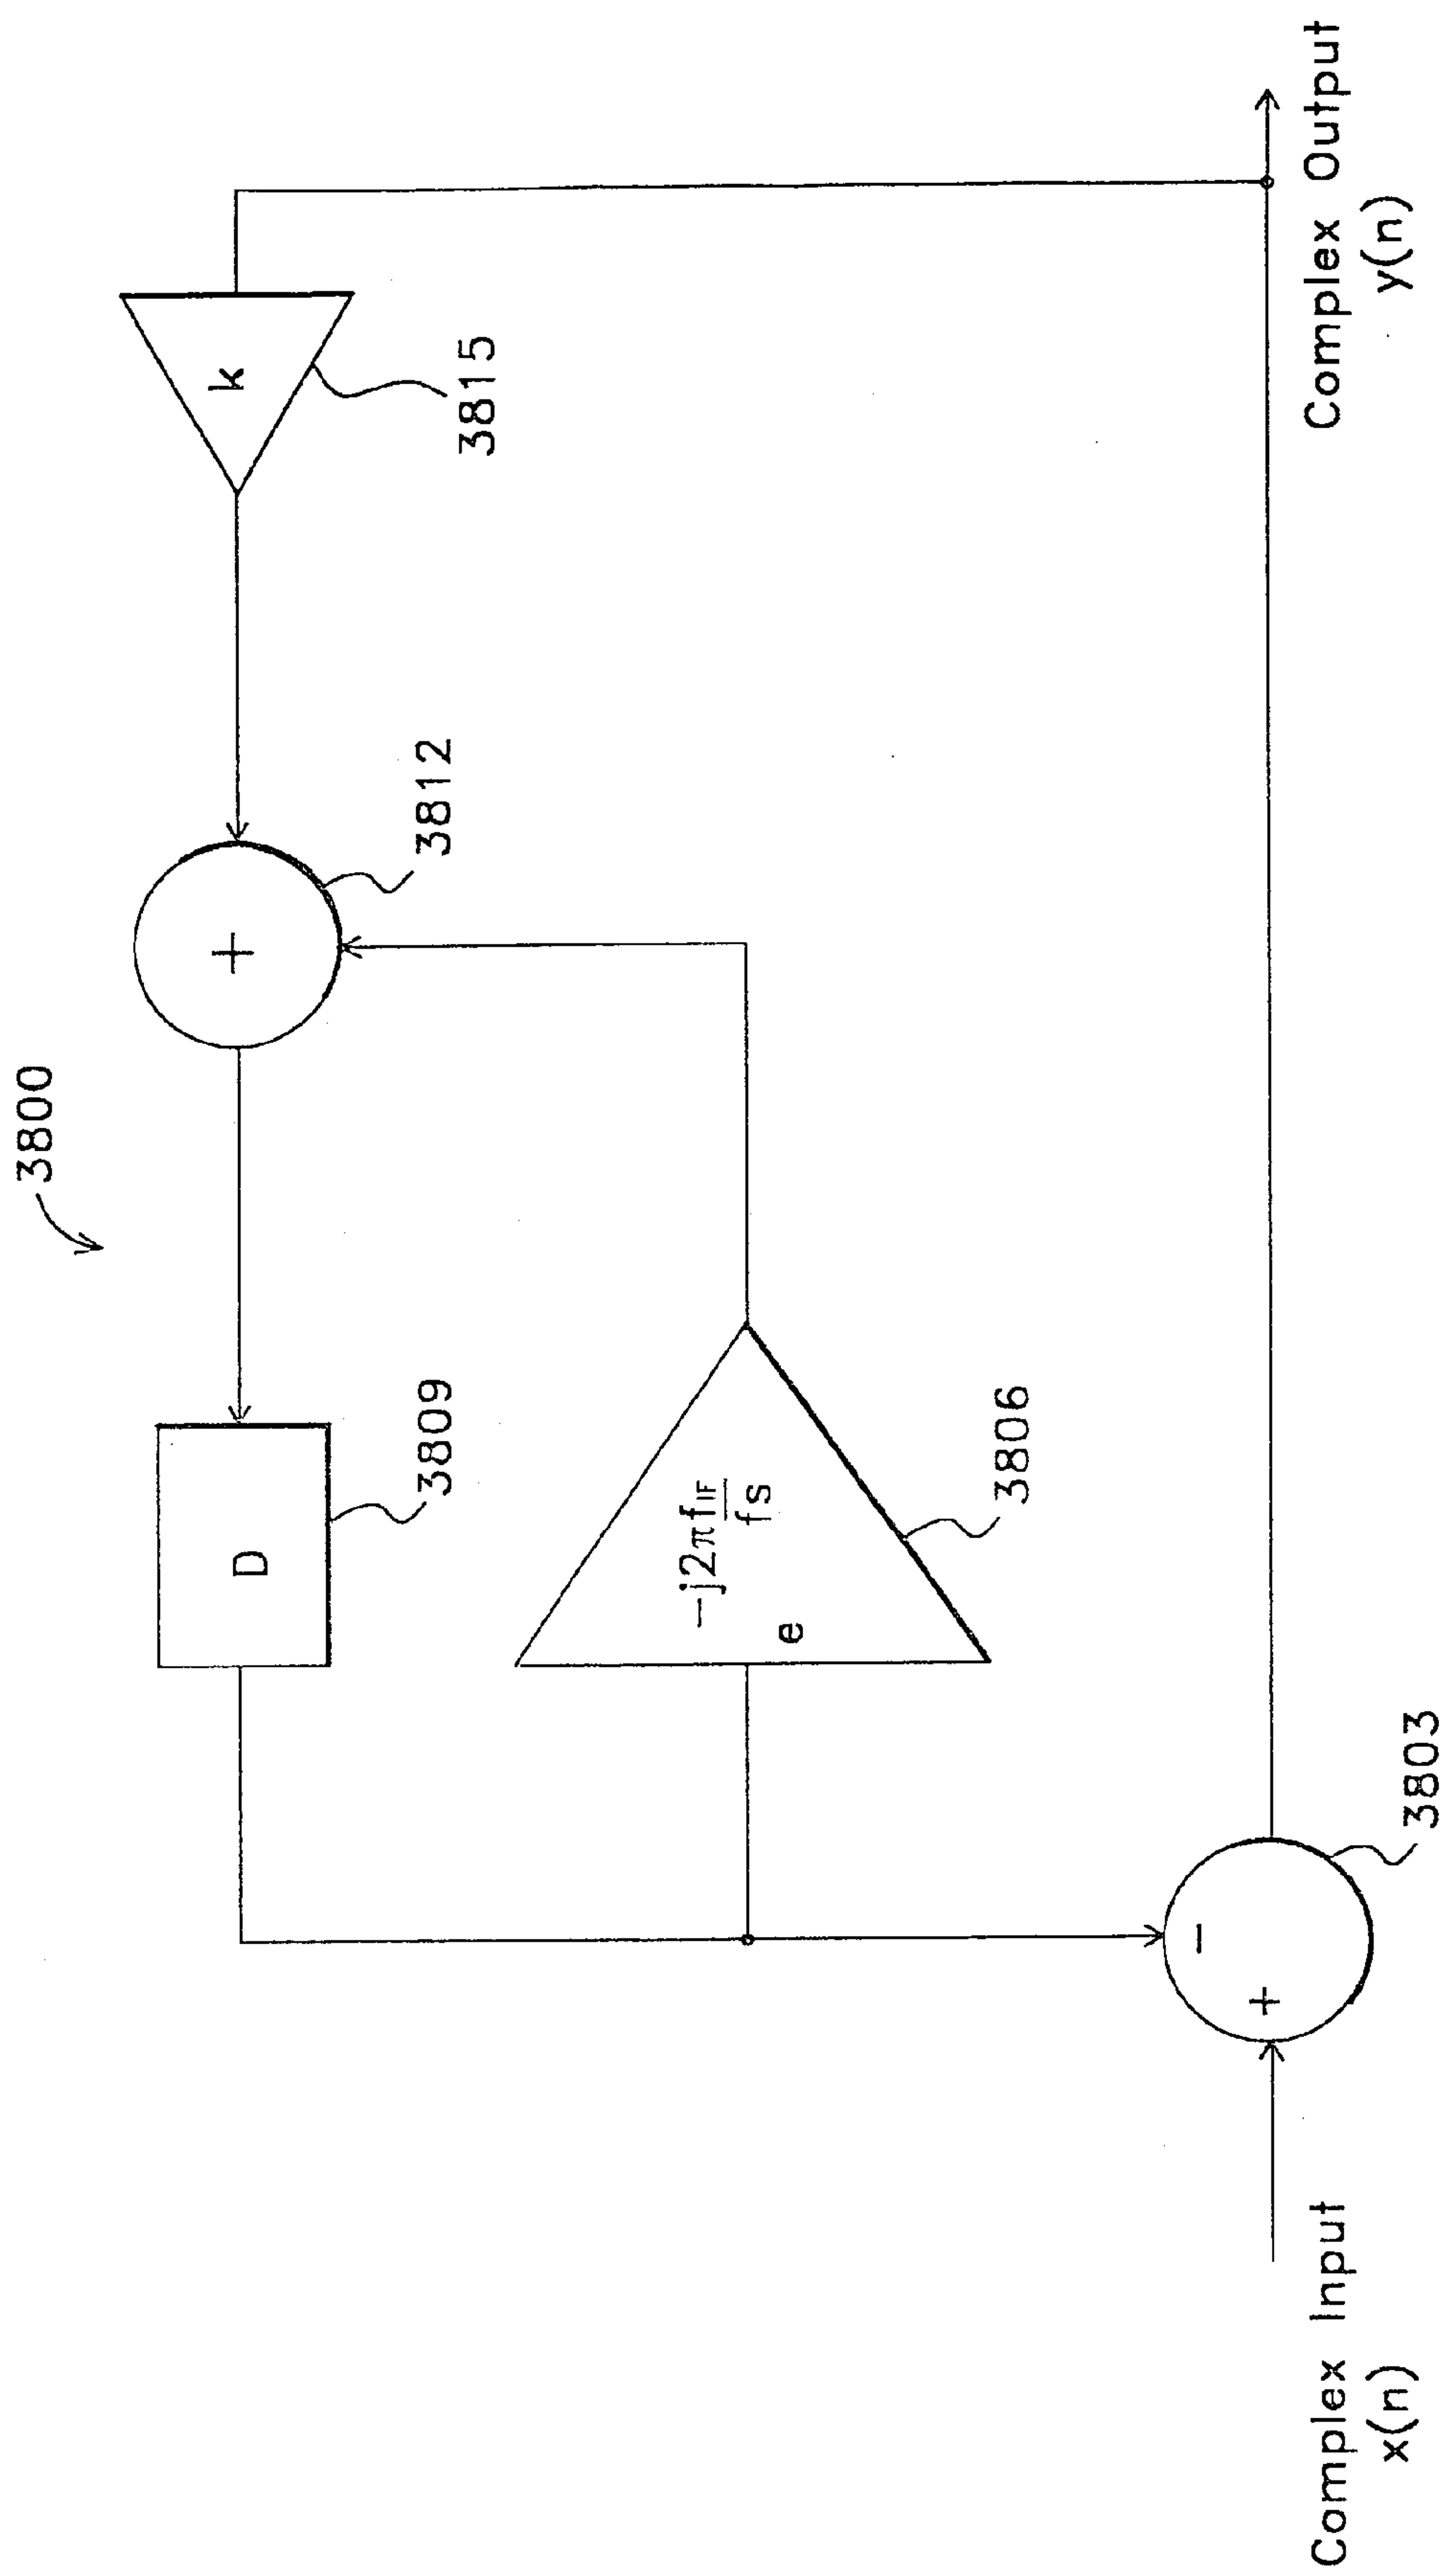 3800
D
3809
+
3812
k
3815
-j2πf_IF
fs
e
3806
−
+
3803
Complex Input
x(n)
Complex Output
y(n)